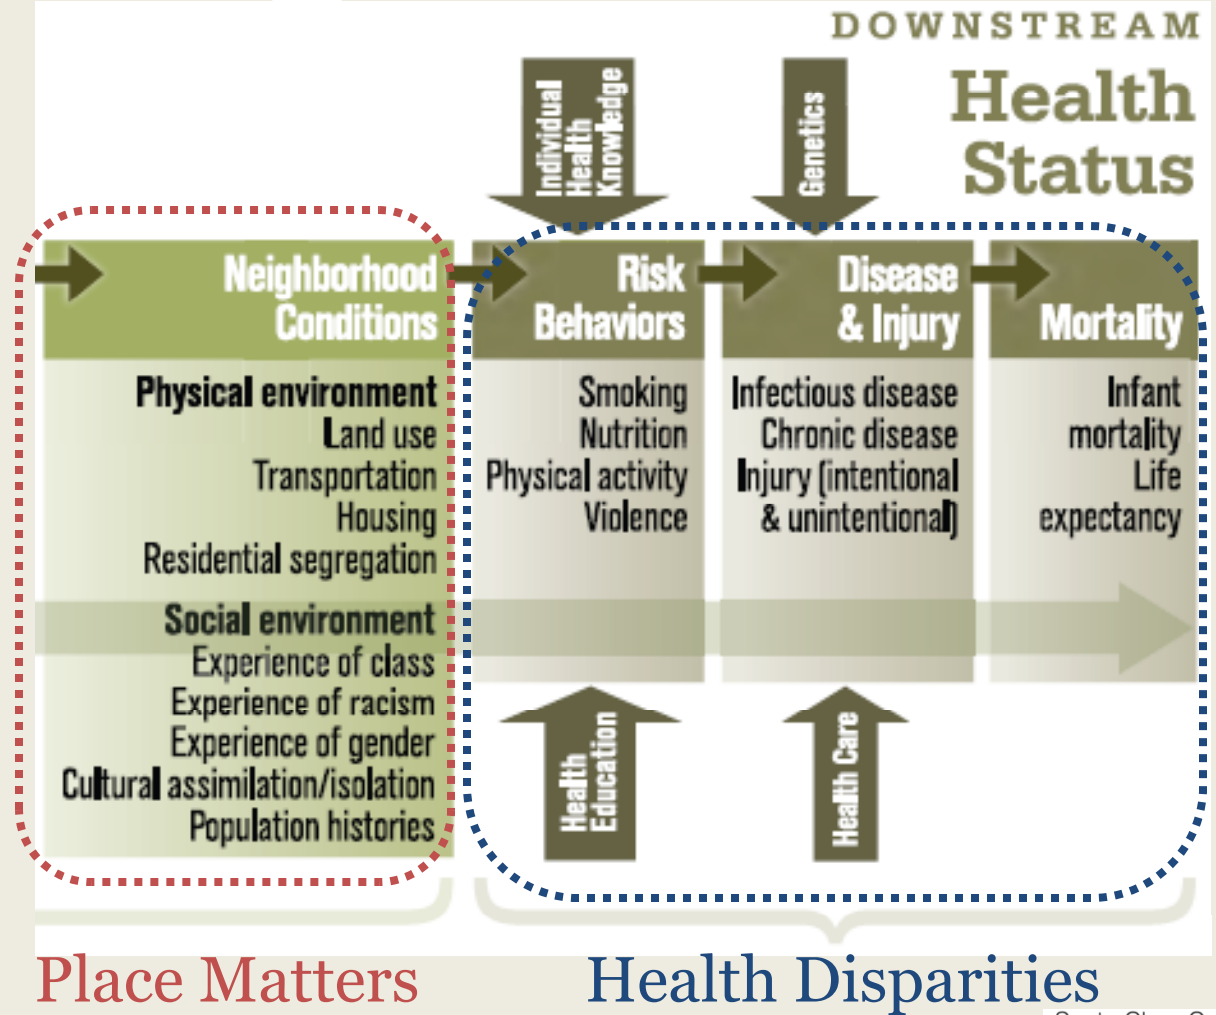 DOWNSTREAM
Health
Status
Individual
Health
Knowledge
Genetics
Neighborhood
Conditions
Physical environment
Land use
Transportation
Housing
Residential segregation
Social environment
Experience of class
Experience of racism
Experience of gender
Cultural assimilation/isolation
Population histories
Risk
Behaviors
Smoking
Nutrition
Physical activity
Violence
Disease
& Injury
Infectious disease
Chronic disease
Injury (intentional
& unintentional)
Mortality
Infant
mortality
Life
expectancy
Health
Education
Health Care
Place Matters
Health Disparities